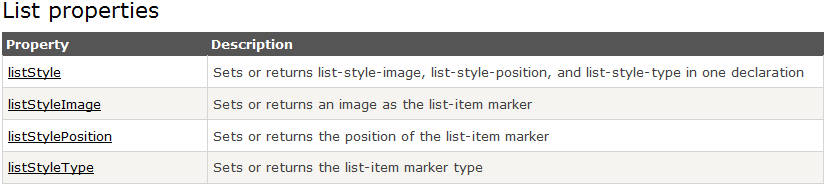 List properties
Property Description
listStyle Sets or returns list-style-image, list-style-position, and list-style-type in one declaration
listStyleImage Sets or returns an image as the list-item marker
listStylePosition Sets or returns the position of the list-item marker
listStyleType Sets or returns the list-item marker type